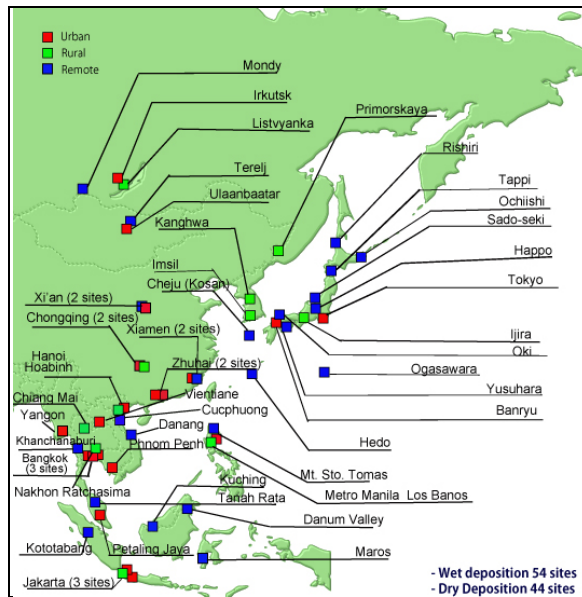 Urban
Rural
Remote
Mondy
Irkutsk
Primorskaya
Listvyanka
Rishiri
Terelj
Tappi
Ulaanbaatar
Ochiishi
Kanghwa
Sado-seki
Imsil
Happo
Cheju (Kosan)
Tokyo
Xi'an (2 sites)
Chongqing (2 sites)
Xiamen (2 sites)
Ijira
Oki
Hanoi
Hoabinh
Zhuhai (2 sites)
Ogasawara
Yusuhara
Chiang Mai
Vientiane
Cucphuong
Banryu
Yangon
Danang
Hedo
Khanchanaburi
Phnom Penh
Bangkok
(3 sites)
Mt. Sto. Tomas
Nakhon Ratchasima
Kuching
Tanah Rata
Metro Manila Los Banos
Danum Valley
Kototabang
Petaling Jaya
Maros
Jakarta (3 sites)
- Wet deposition 54 sites
- Dry Deposition 44 sites